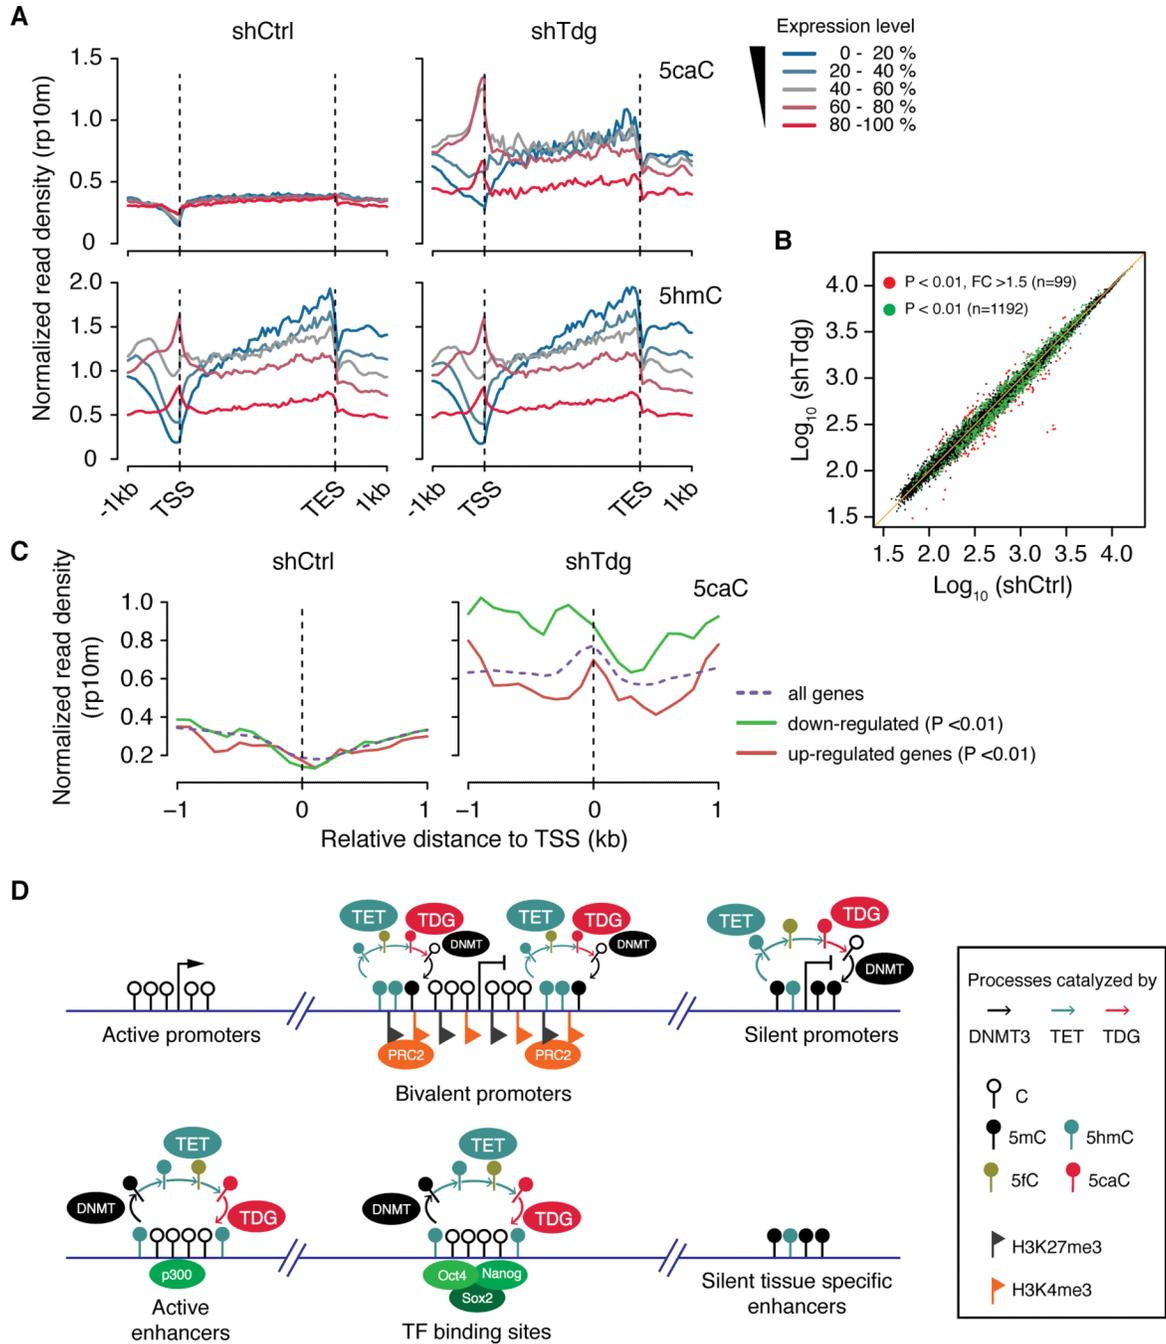 A
shCtrl
shTdg
Expression level
0 - 20 %
20 - 40 %
40 - 60 %
60 - 80 %
80 -100 %
Normalized read density (rp10m)
1.5
1.0
0.5
0
5caC
2.0
1.5
1.0
0.5
0
5hmC
-1kb
TSS
TES
1kb
-1kb
TSS
TES
1kb
B
P < 0.01, FC >1.5 (n=99)
P < 0.01 (n=1192)
Log10 (shTdg)
4.0
3.5
3.0
2.5
2.0
1.5
1.5 2.0 2.5 3.0 3.5 4.0
Log10 (shCtrl)
C
shCtrl
shTdg
5caC
Normalized read density
(rp10m)
1.0
0.8
0.6
0.4
0.2
−1 0 1
−1 0 1
Relative distance to TSS (kb)
all genes
down-regulated (P <0.01)
up-regulated genes (P <0.01)
D
TET
TDG
DNMT
TET
TDG
DNMT
TET
TDG
DNMT
Active promoters
PRC2
PRC2
Bivalent promoters
Silent promoters
TET
DNMT
TDG
p300
Active
enhancers
TET
DNMT
TDG
Oct4
Nanog
Sox2
TF binding sites
Silent tissue specific
enhancers
Processes catalyzed by
DNMT3 TET TDG
C
5mC 5hmC
5fC 5caC
H3K27me3
H3K4me3